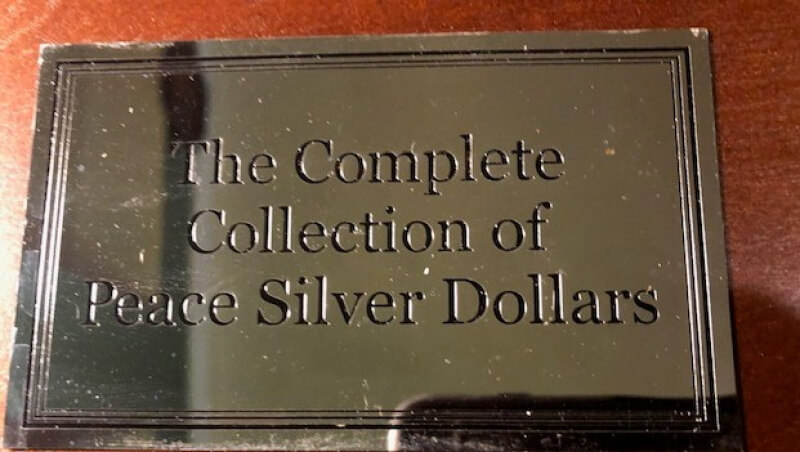 The Complete
Collection of
Peace Silver Dollars